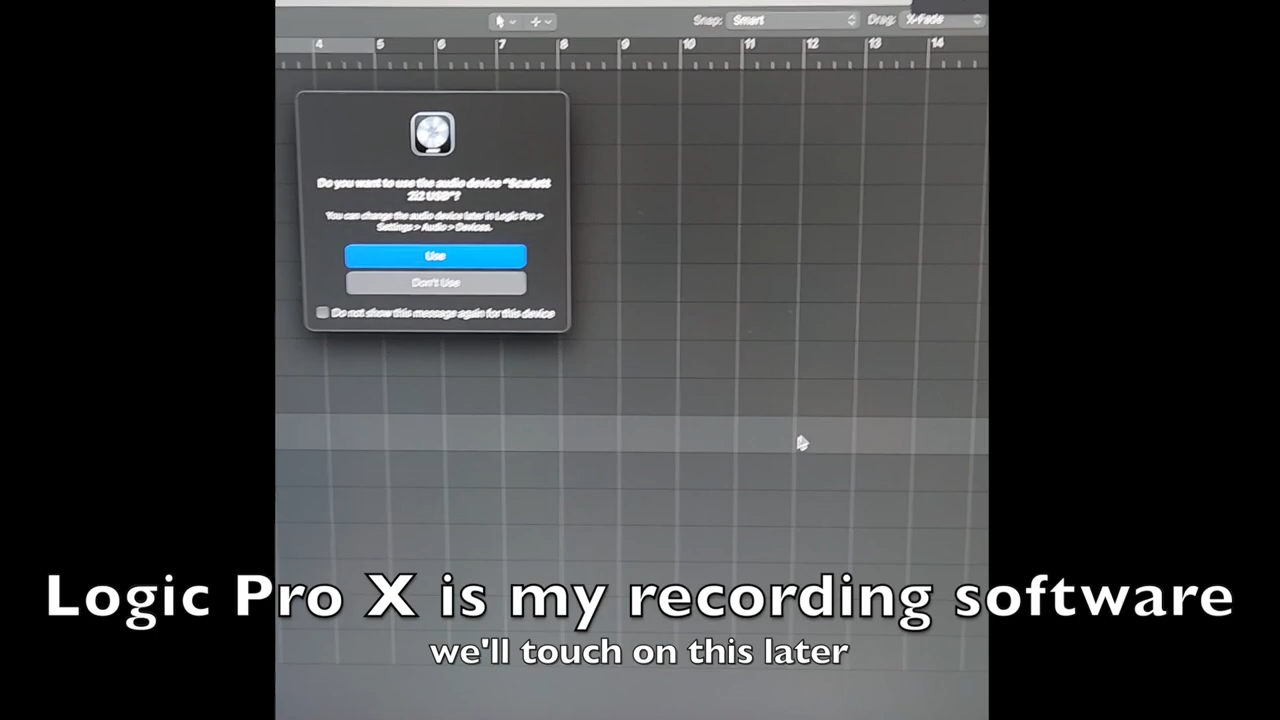 Snap: Smart Drag: X-Fade
4 5 6 7 8 9 10 11 12 13 14
Do you want to use the audio device "Scarlett
2i2 USB"?
You can change the audio device later in Logic Pro >
Settings > Audio > Devices.
Use
Don't Use
Do not show this message again for this device
Logic Pro X is my recording software
we'll touch on this later